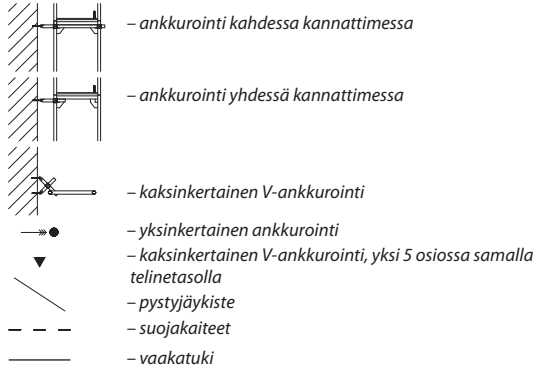 – ankkurointi kahdessa kannattimessa
– ankkurointi yhdessä kannattimessa
– kaksinkertainen V-ankkurointi
– yksinkertainen ankkurointi
– kaksinkertainen V-ankkurointi, yksi 5 osiossa samalla
telinetasolla
– pystyjäykiste
– suojakaiteet
– vaakatuki